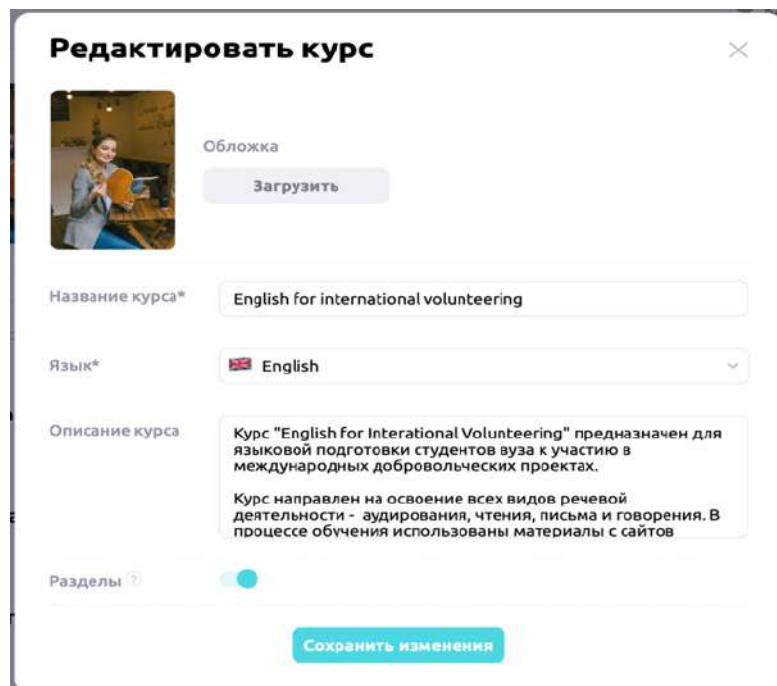 Редактировать курс
Обложка
Загрузить
Название курса*
English for international volunteering
Язык*
English
Описание курса
Курс "English for Interational Volunteering" предназначен для
языковой подготовки студентов вуза к участию в
международных добровольческих проектах.
Курс направлен на освоение всех видов речевой
деятельности - аудирования, чтения, письма и говорения. В
процессе обучения использованы материалы с сайтов
Разделы ?
Сохранить изменения